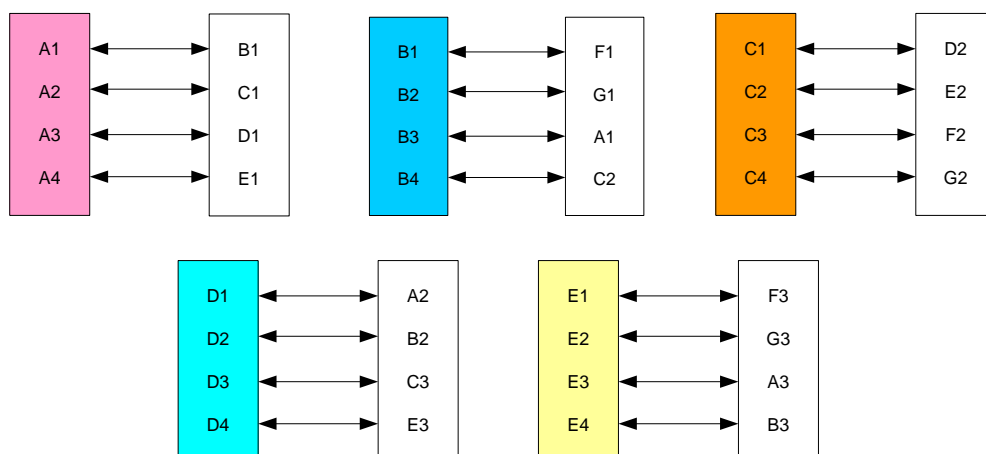 A1 B1 B1 F1 C1 D2
A2 C1 B2 G1 C2 E2
A3 D1 B3 A1 C3 F2
A4 E1 B4 C2 C4 G2
D1 A2 E1 F3
D2 B2 E2 G3
D3 C3 E3 A3
D4 E3 E4 B3